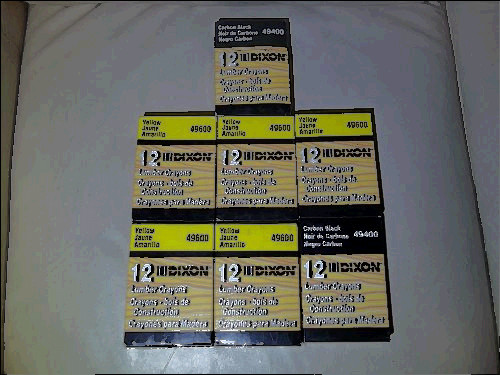 Carbon Black
Noir de Carbone
Negro Carbón
49400
12 DIXON
Lumber Crayons
Crayons - bois de
Construction
Crayones para Madera
Yellow
Jaune
Amarillo
49600
12 DIXON
Lumber Crayons
Crayons - bois de
Construction
Crayones para Madera
Yellow
Jaune
Amarillo
49600
12 DIXON
Lumber Crayons
Crayons - bois de
Construction
Crayones para Madera
Yellow
Jaune
Amarillo
49600
12 DIXON
Lumber Crayons
Crayons - bois de
Construction
Crayones para Madera
Yellow
Jaune
Amarillo
49600
12 DIXON
Lumber Crayons
Crayons - bois de
Construction
Crayones para Madera
Yellow
Jaune
Amarillo
49600
12 DIXON
Lumber Crayons
Crayons - bois de
Construction
Crayones para Madera
Carbon Black
Noir de Carbone
Negro Carbón
49400
12 DIXON
Lumber Crayons
Crayons - bois de
Construction
Crayones para Madera